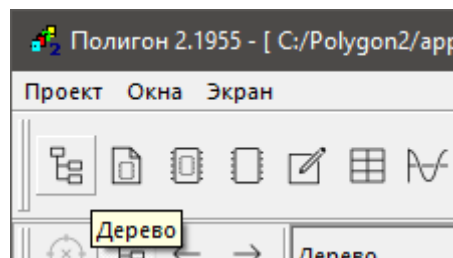 Полигон 2.1955 - [ C:/Polygon2/app
Проект Окна Экран
Дерево
Дерево